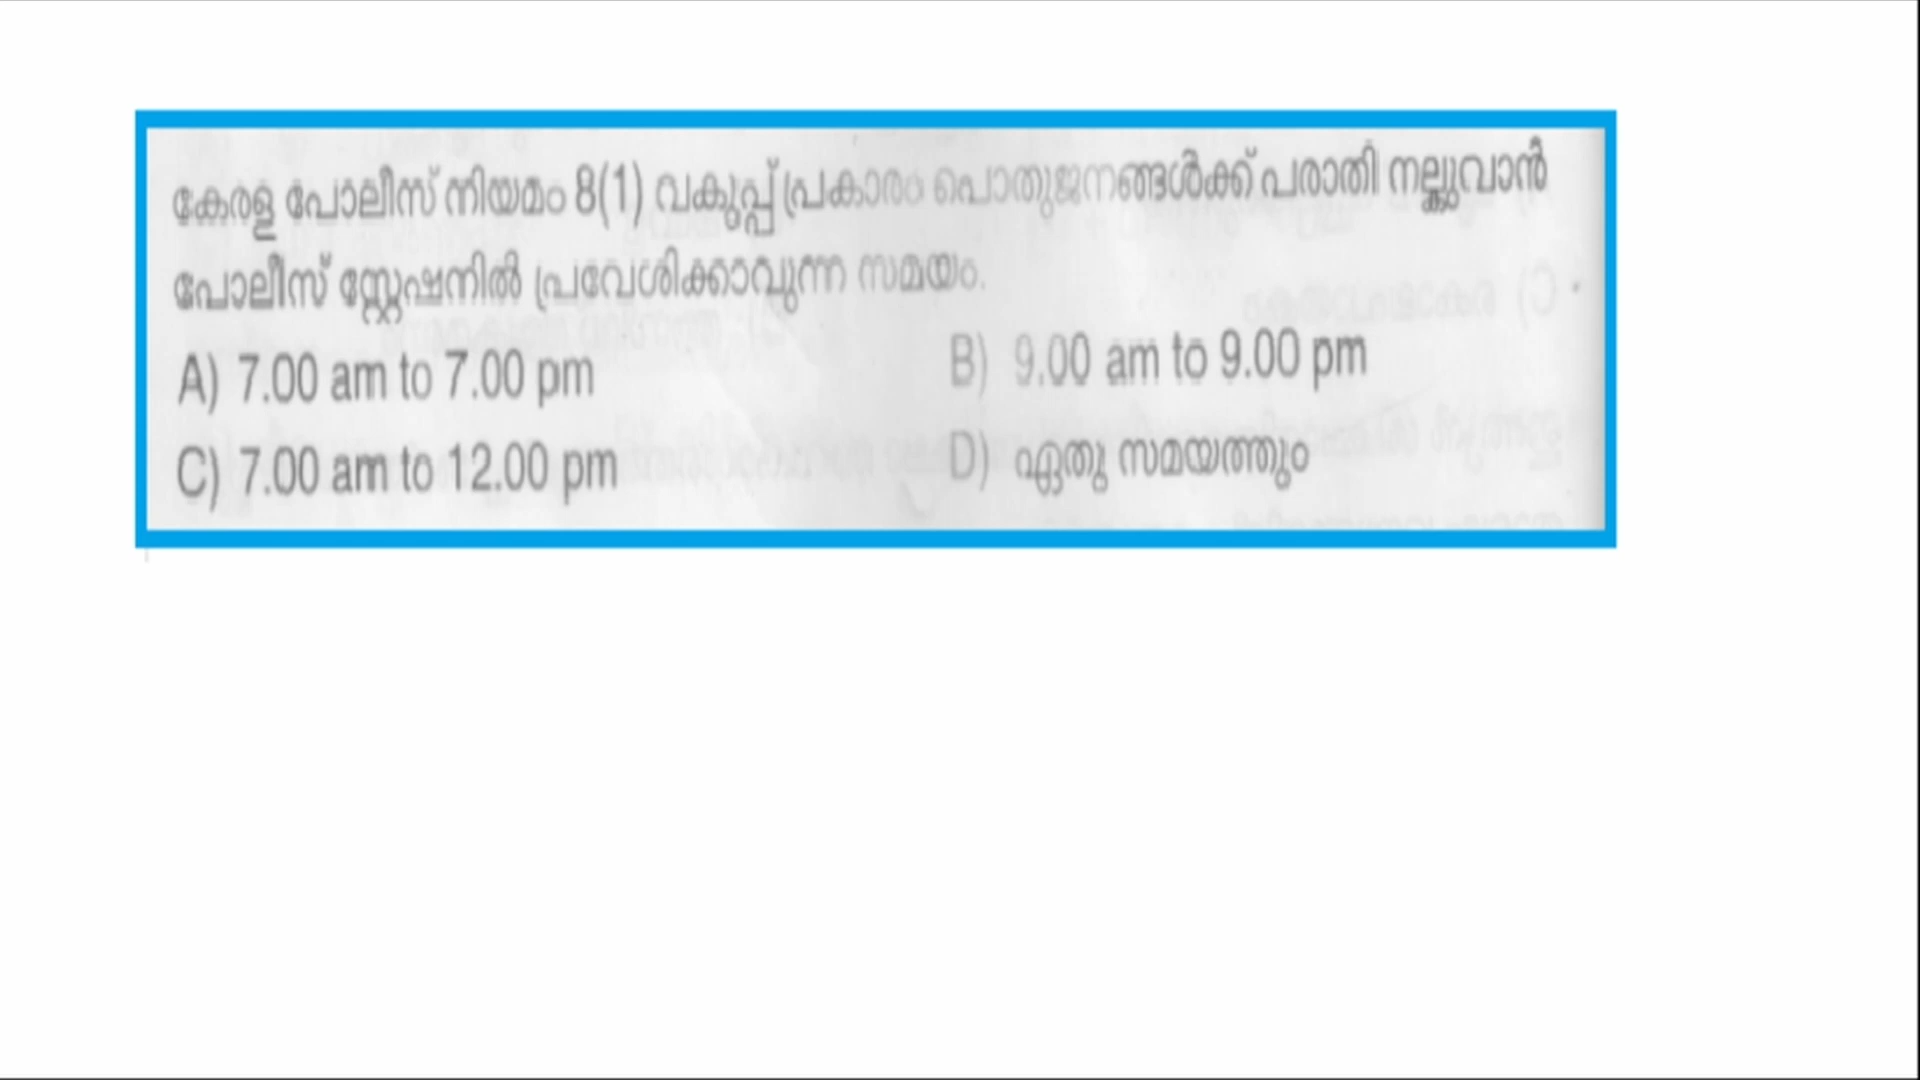 കേരള പോലീസ് നിയമം 8(1) വകുപ്പ് പ്രകാരം പൊതുജനങ്ങൾക്ക് പരാതി നല്കുവാൻ
പോലീസ് സ്റ്റേഷനിൽ പ്രവേശിക്കാവുന്ന സമയം.
A) 7.00 am to 7.00 pm B) 9.00 am to 9.00 pm
C) 7.00 am to 12.00 pm D) ഏതു സമയത്തും